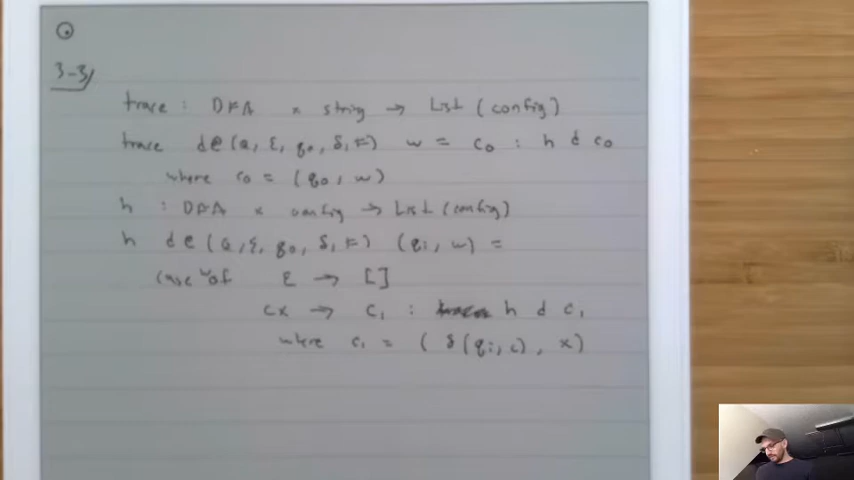 3-3/
trace : DFA × string → List (config)
trace d@(Q, Σ, q₀, δ, F) w = c₀ : h d c₀
where c₀ = (q₀, w)
h : DFA × config → List (config)
h d@(Q, Σ, q₀, δ, F) (qᵢ, w) =
case w of ε → []
cx → c₁ : h d c₁
where c₁ = ( δ(qᵢ, c), x)